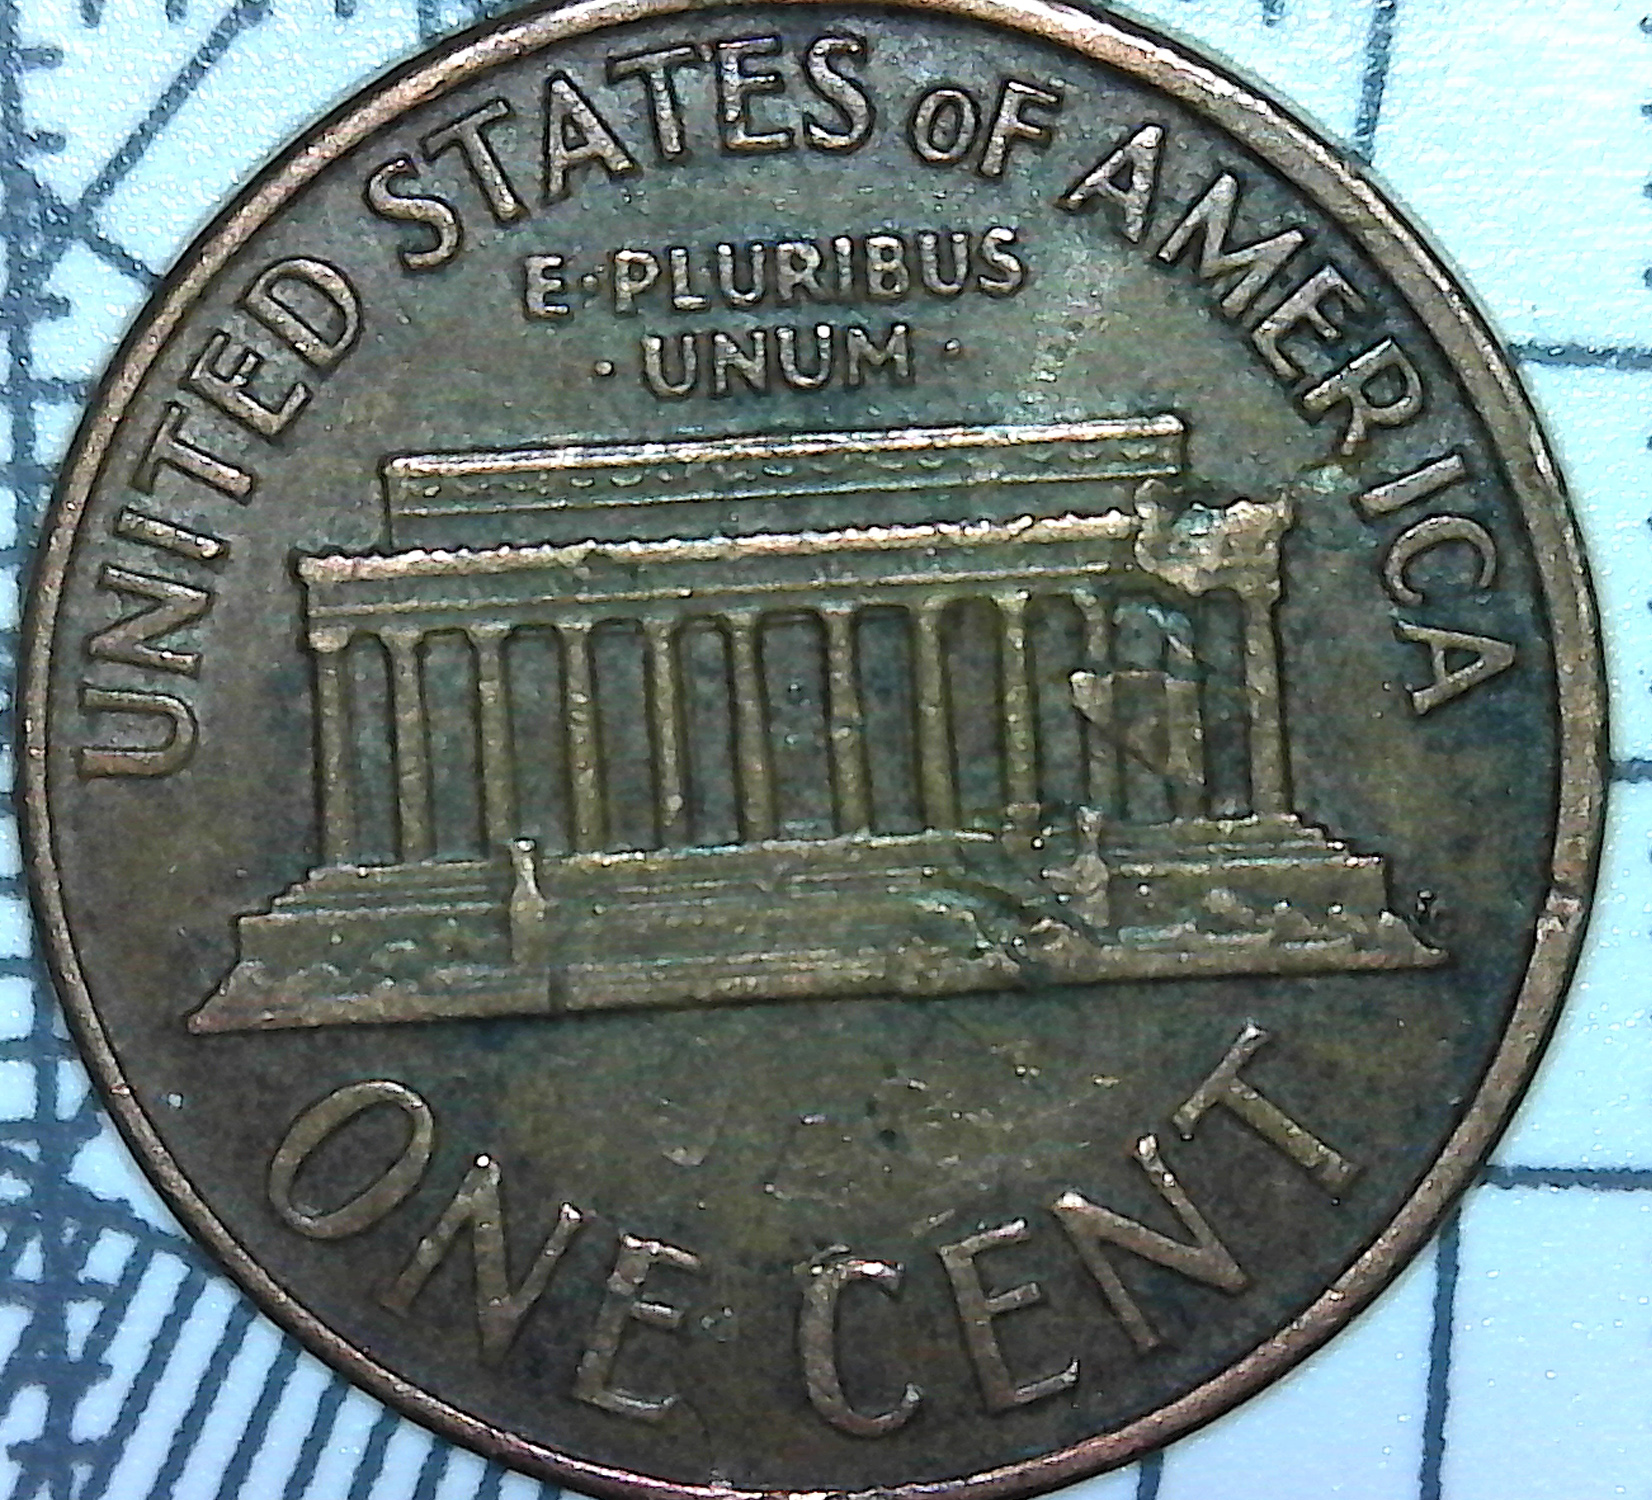 UNITED STATES OF AMERICA
E·PLURIBUS
·UNUM·
ONE CENT